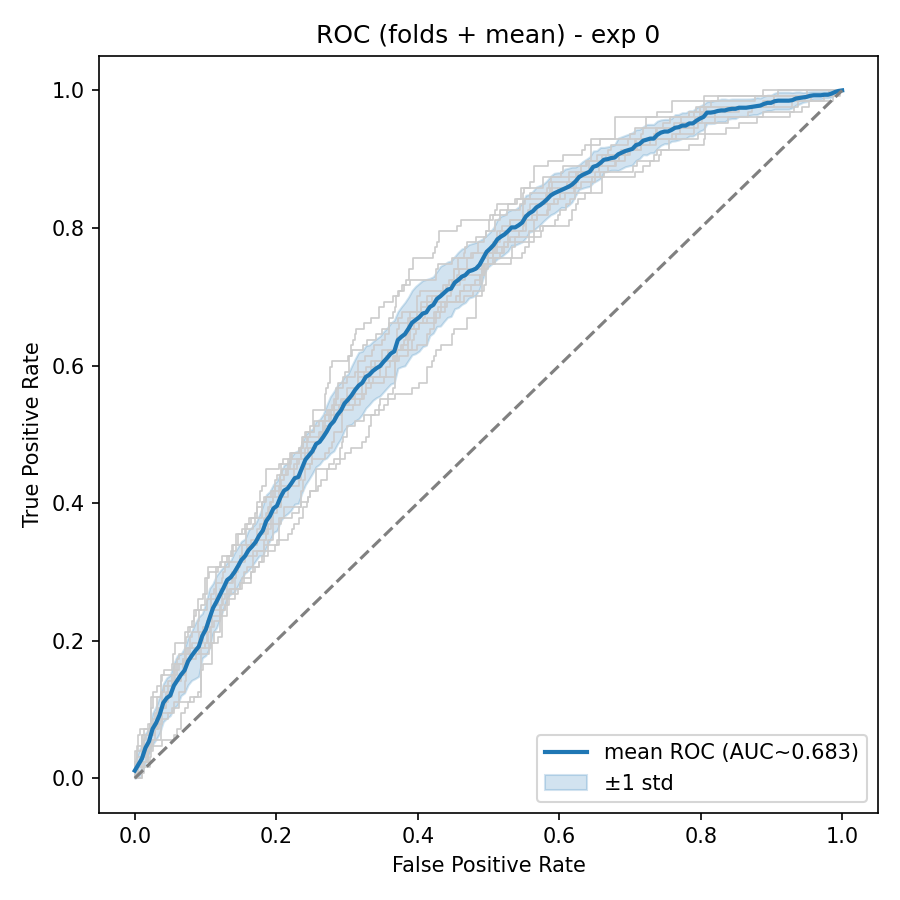 ROC (folds + mean) - exp 0
True Positive Rate
1.0
0.8
0.6
0.4
0.2
0.0
mean ROC (AUC~0.683)
±1 std
0.0 0.2 0.4 0.6 0.8 1.0
False Positive Rate